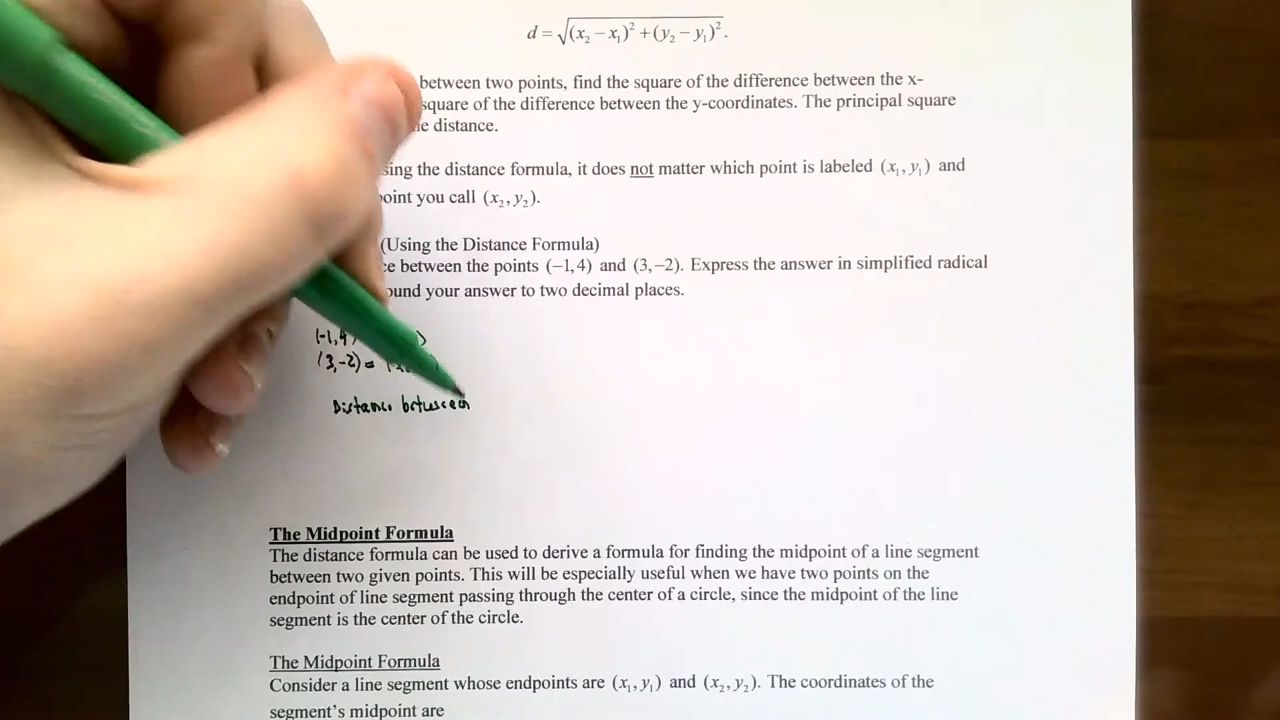 d = √(x₂ − x₁)² + (y₂ − y₁)².
between two points, find the square of the difference between the x-
square of the difference between the y-coordinates. The principal square
distance.
using the distance formula, it does not matter which point is labeled (x₁, y₁) and
point you call (x₂, y₂).
(Using the Distance Formula)
between the points (−1, 4) and (3, −2). Express the answer in simplified radical
your answer to two decimal places.
(-1,4)
(3,-2) =
Distance between
The Midpoint Formula
The distance formula can be used to derive a formula for finding the midpoint of a line segment
between two given points. This will be especially useful when we have two points on the
endpoint of line segment passing through the center of a circle, since the midpoint of the line
segment is the center of the circle.
The Midpoint Formula
Consider a line segment whose endpoints are (x₁, y₁) and (x₂, y₂). The coordinates of the
segment's midpoint are